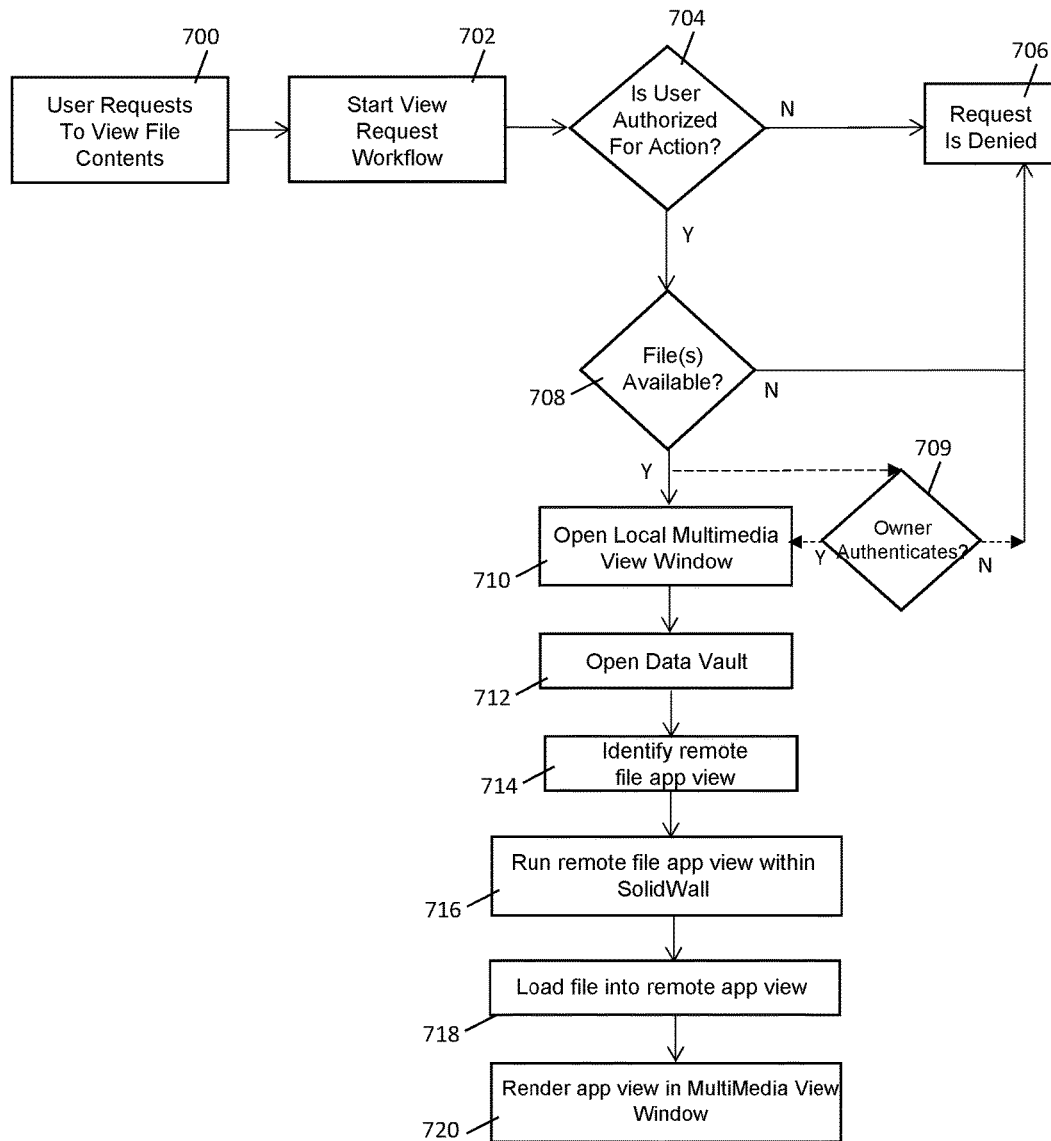 700
User Requests
To View File
Contents
702
Start View
Request
Workflow
704
Is User
Authorized
For Action?
N
706
Request
Is Denied
Y
File(s)
Available?
708
N
Y
709
Owner
Authenticates?
Y
N
Open Local Multimedia
View Window
710
Open Data Vault
712
Identify remote
file app view
714
Run remote file app view within
SolidWall
716
Load file into remote app view
718
Render app view in MultiMedia View
Window
720